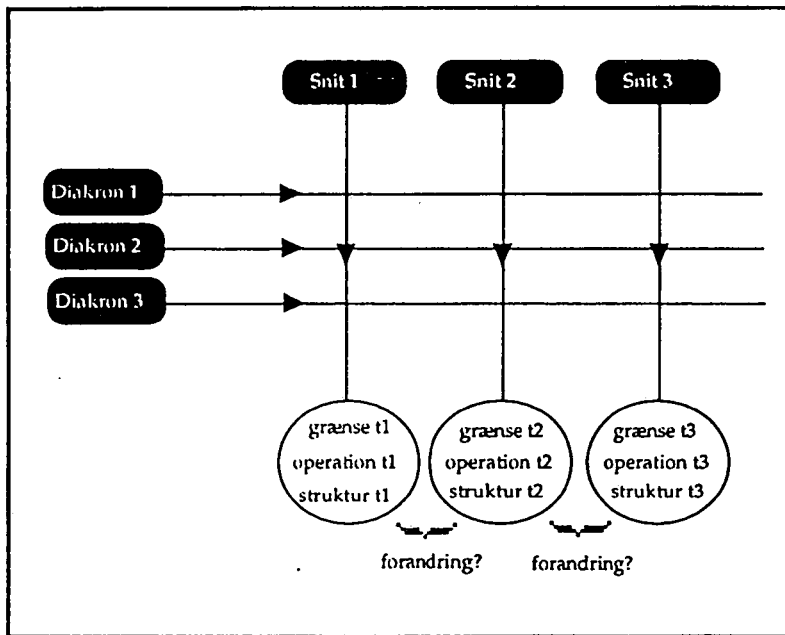 Snit 1
Snit 2
Snit 3
Diakron 1
Diakron 2
Diakron 3
grænse t1
operation t1
struktur t1
grænse t2
operation t2
struktur t2
grænse t3
operation t3
struktur t3
forandring?
forandring?